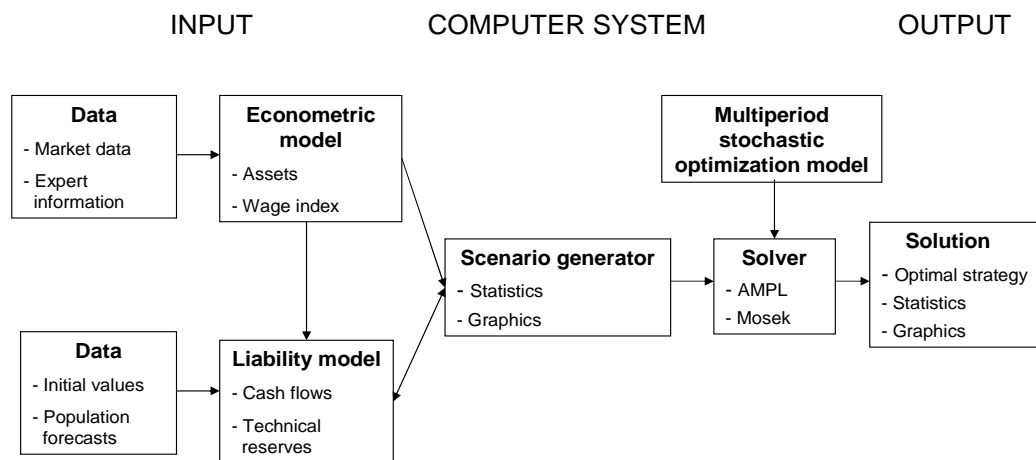 INPUT
COMPUTER SYSTEM
OUTPUT
Data
- Market data
- Expert
information
Econometric
model
- Assets
- Wage index
Multiperiod
stochastic
optimization model
Scenario generator
- Statistics
- Graphics
Solver
- AMPL
- Mosek
Solution
- Optimal strategy
- Statistics
- Graphics
Data
- Initial values
- Population
forecasts
Liability model
- Cash flows
- Technical
reserves